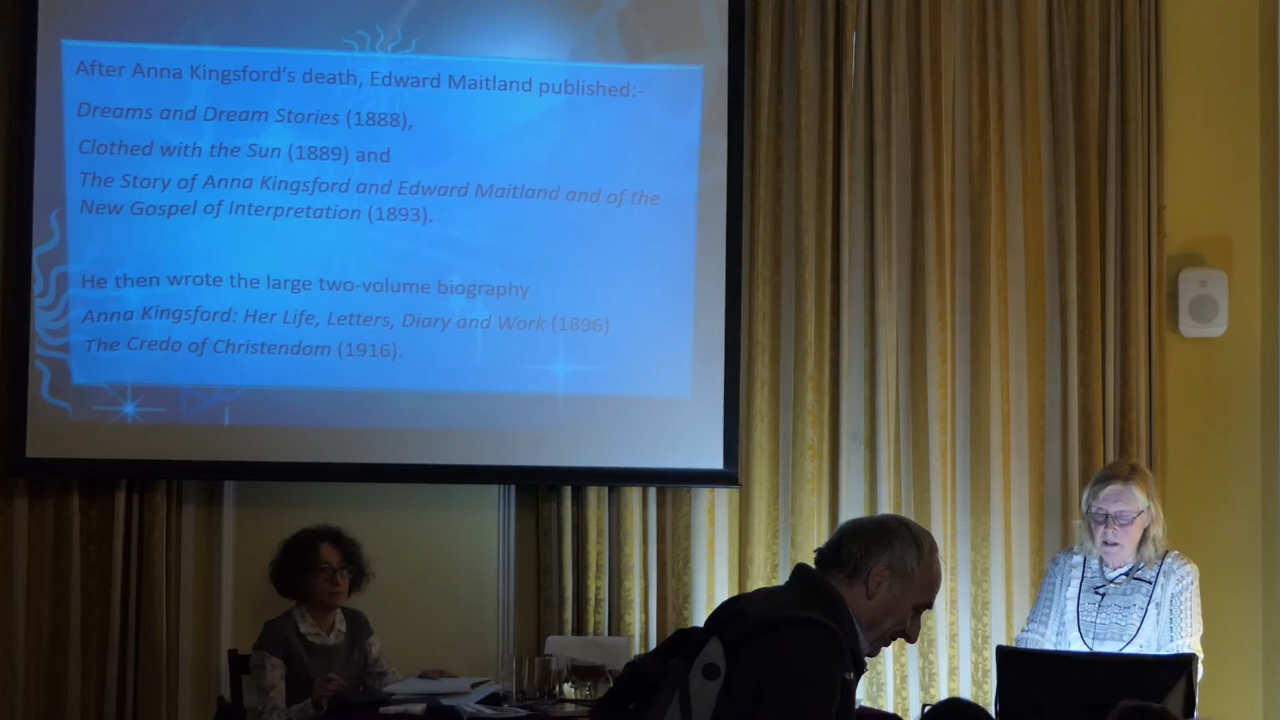 After Anna Kingsford's death, Edward Maitland published:-
Dreams and Dream Stories (1888),
Clothed with the Sun (1889) and
The Story of Anna Kingsford and Edward Maitland and of the
New Gospel of Interpretation (1893).
He then wrote the large two-volume biography
Anna Kingsford: Her Life, Letters, Diary and Work (1896)
The Credo of Christendom (1916).